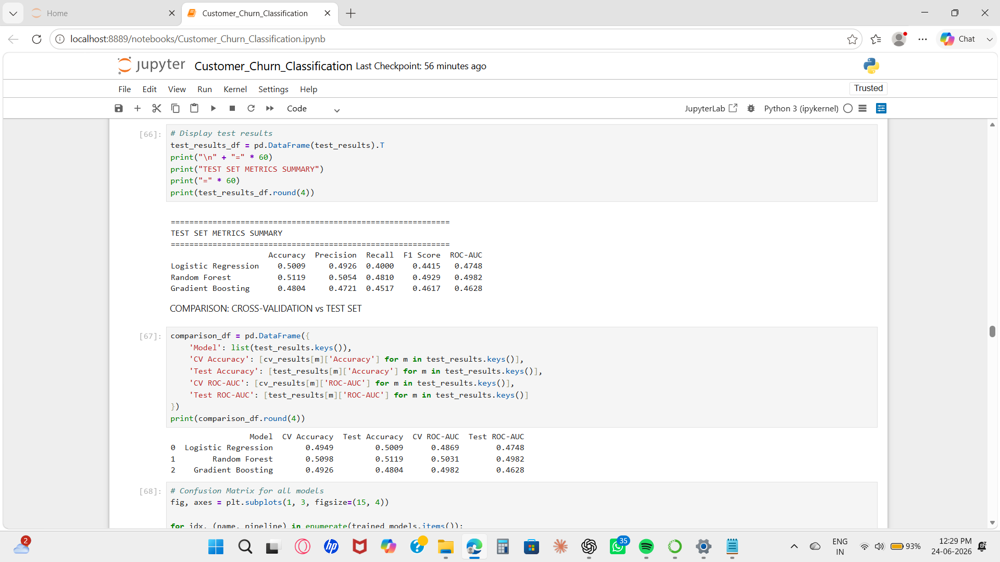 Home
Customer_Churn_Classification
localhost:8889/notebooks/Customer_Churn_Classification.ipynb
Chat
jupyter Customer_Churn_Classification Last Checkpoint: 56 minutes ago
File Edit View Run Kernel Settings Help
Trusted
Code
JupyterLab
Python 3 (ipykernel)
[66]:
# Display test results
test_results_df = pd.DataFrame(test_results).T
print("\n" + "=" * 60)
print("TEST SET METRICS SUMMARY")
print("=" * 60)
print(test_results_df.round(4))
============================================================
TEST SET METRICS SUMMARY
============================================================
Accuracy Precision Recall F1 Score ROC-AUC
Logistic Regression 0.5009 0.4926 0.4000 0.4415 0.4748
Random Forest 0.5119 0.5054 0.4810 0.4929 0.4982
Gradient Boosting 0.4804 0.4721 0.4517 0.4617 0.4628
COMPARISON: CROSS-VALIDATION vs TEST SET
[67]:
comparison_df = pd.DataFrame({
    'Model': list(test_results.keys()),
    'CV Accuracy': [cv_results[m]['Accuracy'] for m in test_results.keys()],
    'Test Accuracy': [test_results[m]['Accuracy'] for m in test_results.keys()],
    'CV ROC-AUC': [cv_results[m]['ROC-AUC'] for m in test_results.keys()],
    'Test ROC-AUC': [test_results[m]['ROC-AUC'] for m in test_results.keys()]
})
print(comparison_df.round(4))
Model CV Accuracy Test Accuracy CV ROC-AUC Test ROC-AUC
0 Logistic Regression 0.4949 0.5009 0.4869 0.4748
1 Random Forest 0.5098 0.5119 0.5031 0.4982
2 Gradient Boosting 0.4926 0.4804 0.4982 0.4628
[68]:
# Confusion Matrix for all models
fig, axes = plt.subplots(1, 3, figsize=(15, 4))
for idx, (name, pipeline) in enumerate(trained_models.items()):
2
hp
35
ENG
IN
93%
12:29 PM
24-06-2026